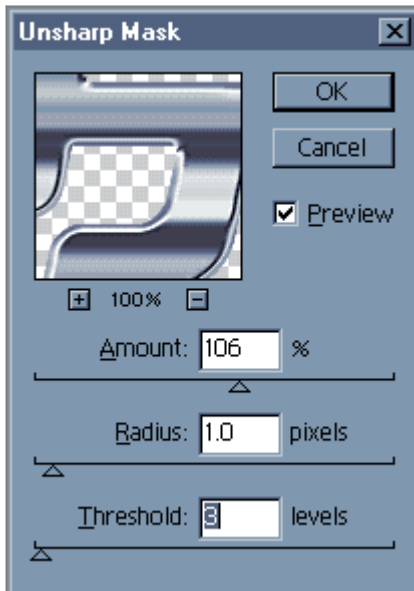 Unsharp Mask
OK
Cancel
Preview
100%
Amount: 106 %
Radius: 1.0 pixels
Threshold: 3 levels